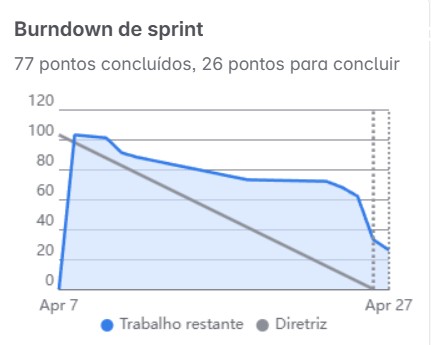 Burndown de sprint
77 pontos concluídos, 26 pontos para concluir
120
100
80
60
40
20
0
Apr 7 Apr 27
Trabalho restante Diretriz